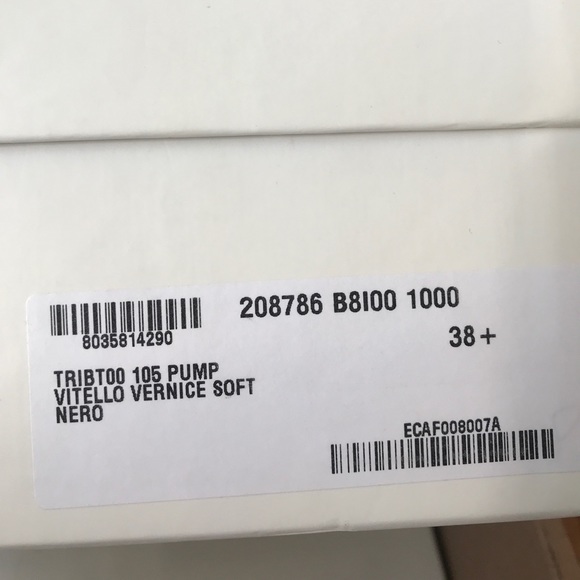 208786 B8I00 1000
8035814290
38+
TRIBT00 105 PUMP
VITELLO VERNICE SOFT
NERO
ECAF008007A